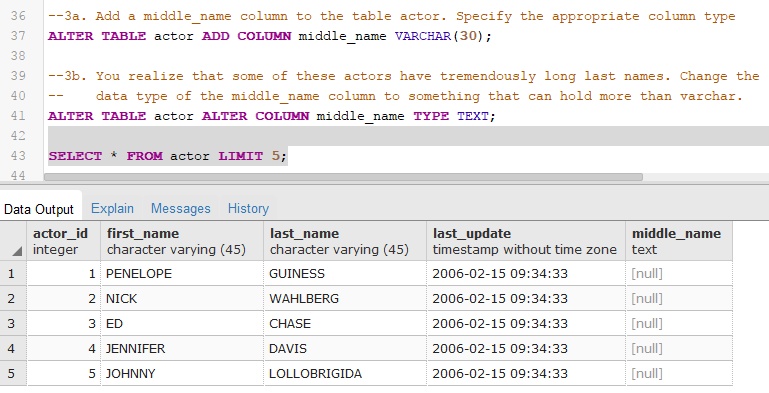 36 --3a. Add a middle_name column to the table actor. Specify the appropriate column type
37 ALTER TABLE actor ADD COLUMN middle_name VARCHAR(30);
38
39 --3b. You realize that some of these actors have tremendously long last names. Change the
40 -- data type of the middle_name column to something that can hold more than varchar.
41 ALTER TABLE actor ALTER COLUMN middle_name TYPE TEXT;
42
43 SELECT * FROM actor LIMIT 5;
44
Data Output Explain Messages History
actor_id first_name last_name last_update middle_name
integer character varying (45) character varying (45) timestamp without time zone text
1 1 PENELOPE GUINESS 2006-02-15 09:34:33 [null]
2 2 NICK WAHLBERG 2006-02-15 09:34:33 [null]
3 3 ED CHASE 2006-02-15 09:34:33 [null]
4 4 JENNIFER DAVIS 2006-02-15 09:34:33 [null]
5 5 JOHNNY LOLLOBRIGIDA 2006-02-15 09:34:33 [null]